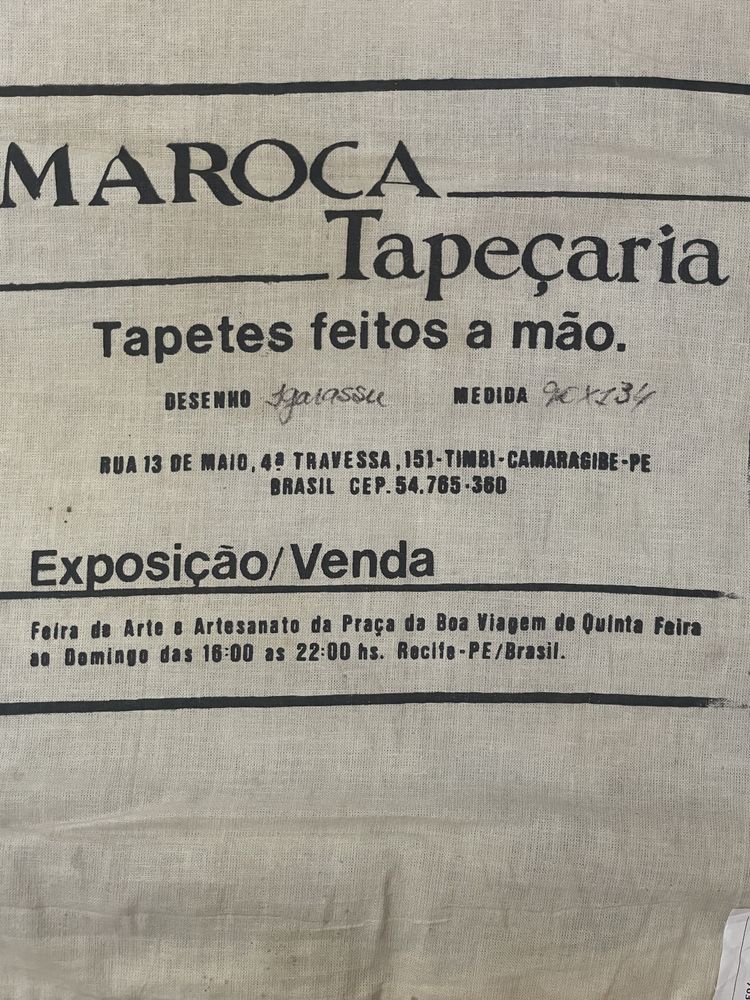 MAROCA
Tapeçaria
Tapetes feitos a mão.
DESENHO Igarassu MEDIDA 90X134
RUA 13 DE MAIO, 4ª TRAVESSA, 151-TIMBI-CAMARAGIBE-PE
BRASIL CEP. 54.765-360
Exposição/Venda
Feira de Arte e Artesanato da Praça da Boa Viagem de Quinta Feira
ao Domingo das 16:00 as 22:00 hs. Recife-PE/Brasil.